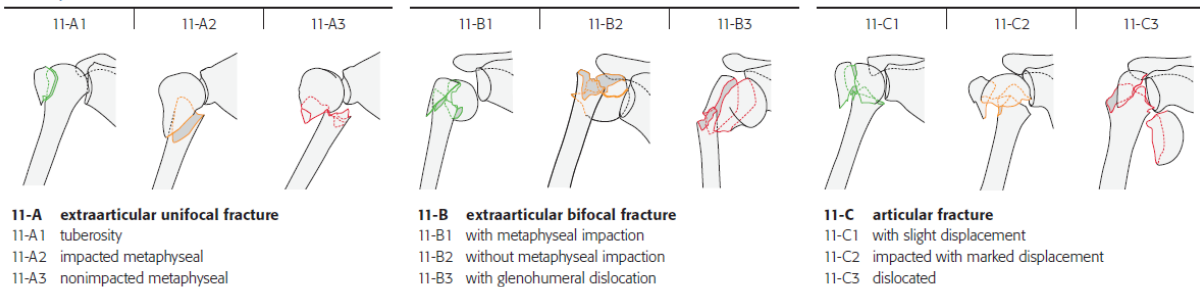 11-A1 11-A2 11-A3
11-B1 11-B2 11-B3
11-C1 11-C2 11-C3
11-A extraarticular unifocal fracture
11-A1 tuberosity
11-A2 impacted metaphyseal
11-A3 nonimpacted metaphyseal
11-B extraarticular bifocal fracture
11-B1 with metaphyseal impaction
11-B2 without metaphyseal impaction
11-B3 with glenohumeral dislocation
11-C articular fracture
11-C1 with slight displacement
11-C2 impacted with marked displacement
11-C3 dislocated